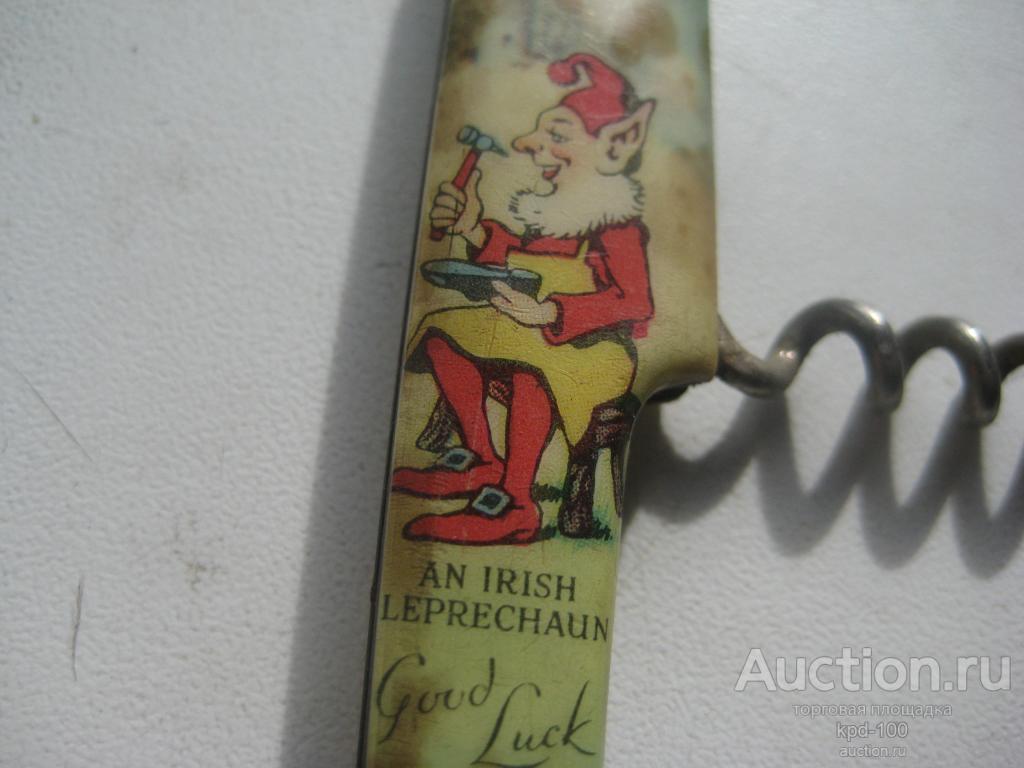 AN IRISH
LEPRECHAUN
Good
Luck
Auction.ru
торговая площадка
kpd-100
auction.ru